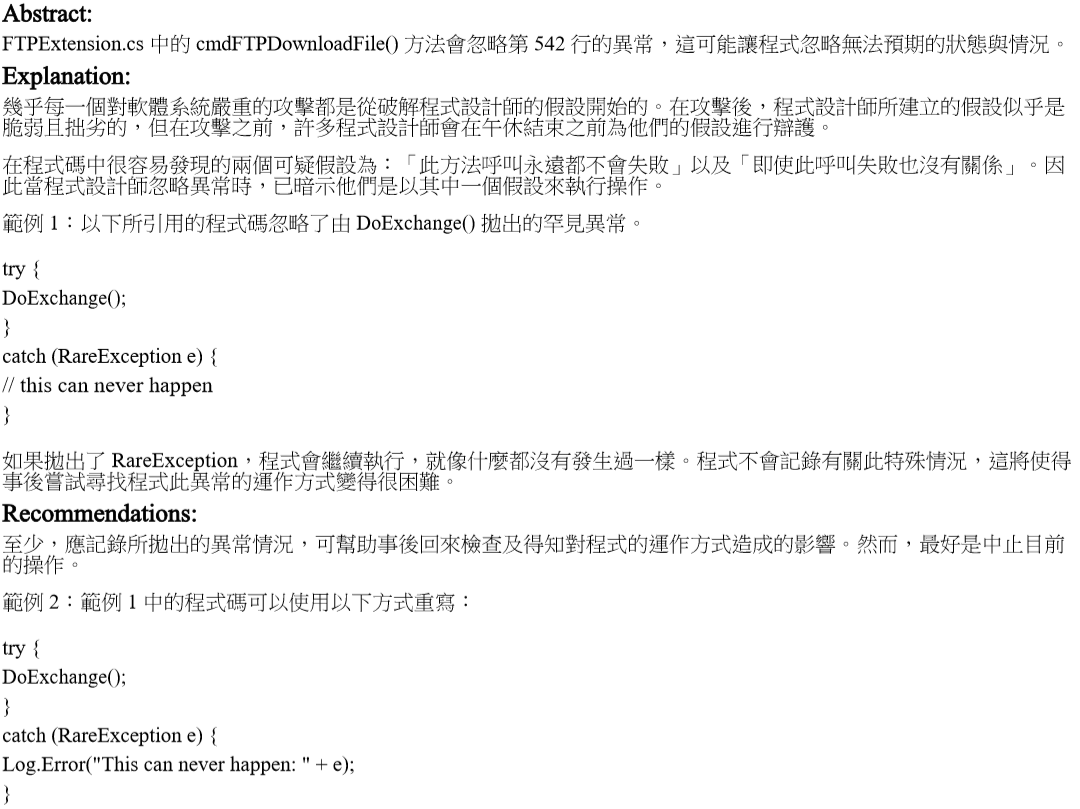 Abstract:
FTPExtension.cs 中的 cmdFTPDownloadFile() 方法會忽略第 542 行的異常，這可能讓程式忽略無法預期的狀態與情況。
Explanation:
幾乎每一個對軟體系統嚴重的攻擊都是從破解程式設計師的假設開始的。在攻擊後，程式設計師所建立的假設似乎是
脆弱且拙劣的，但在攻擊之前，許多程式設計師會在午休結束之前為他們的假設進行辯護。
在程式碼中很容易發現的兩個可疑假設為：「此方法呼叫永遠都不會失敗」以及「即使此呼叫失敗也沒有關係」。因
此當程式設計師忽略異常時，已暗示他們是以其中一個假設來執行操作。
範例 1：以下所引用的程式碼忽略了由 DoExchange() 拋出的罕見異常。
try {
DoExchange();
}
catch (RareException e) {
// this can never happen
}
如果拋出了 RareException，程式會繼續執行，就像什麼都沒有發生過一樣。程式不會記錄有關此特殊情況，這將使得
事後嘗試尋找程式此異常的運作方式變得很困難。
Recommendations:
至少，應記錄所拋出的異常情況，可幫助事後回來檢查及得知對程式的運作方式造成的影響。然而，最好是中止目前
的操作。
範例 2：範例 1 中的程式碼可以使用以下方式重寫：
try {
DoExchange();
}
catch (RareException e) {
Log.Error("This can never happen: " + e);
}